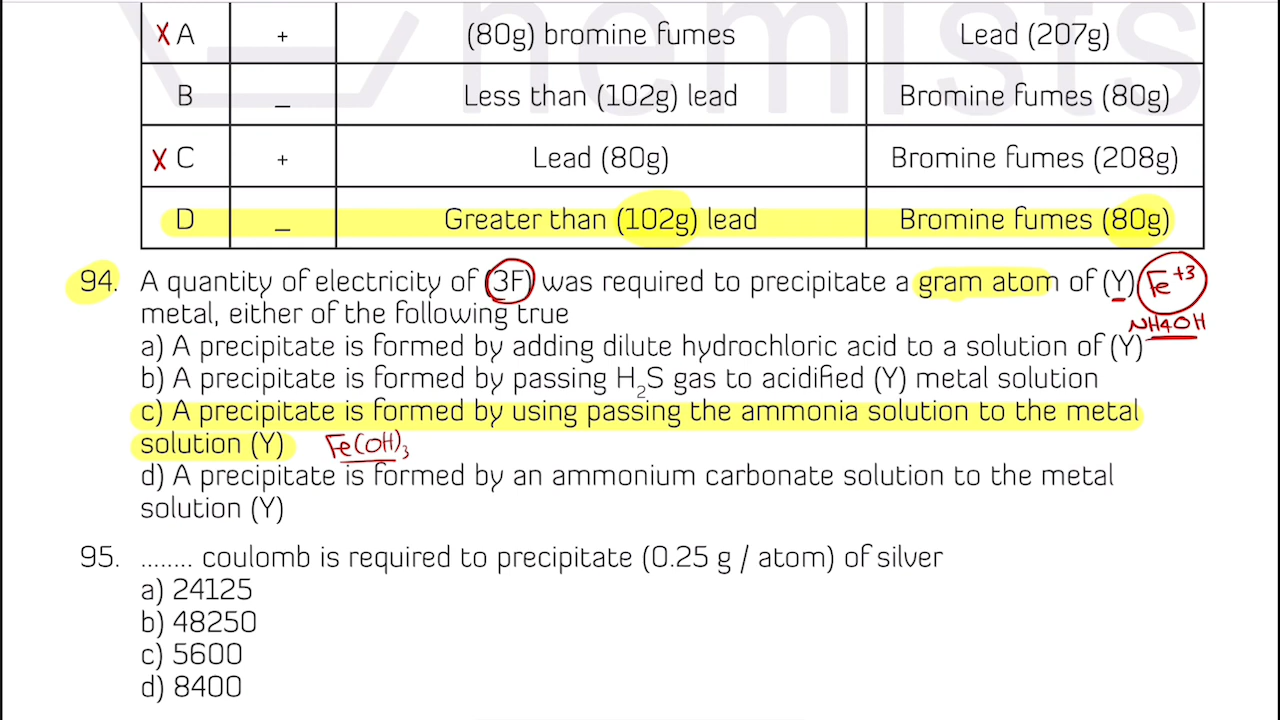 X A + (80g) bromine fumes Lead (207g)
B _ Less than (102g) lead Bromine fumes (80g)
X C + Lead (80g) Bromine fumes (208g)
D _ Greater than (102g) lead Bromine fumes (80g)
94. A quantity of electricity of (3F) was required to precipitate a gram atom of (Y) Fe+3
metal, either of the following true
NH4OH
a) A precipitate is formed by adding dilute hydrochloric acid to a solution of (Y)
b) A precipitate is formed by passing H2S gas to acidified (Y) metal solution
c) A precipitate is formed by using passing the ammonia solution to the metal
solution (Y) Fe(OH)3
d) A precipitate is formed by an ammonium carbonate solution to the metal
solution (Y)
95. ........ coulomb is required to precipitate (0.25 g / atom) of silver
a) 24125
b) 48250
c) 5600
d) 8400